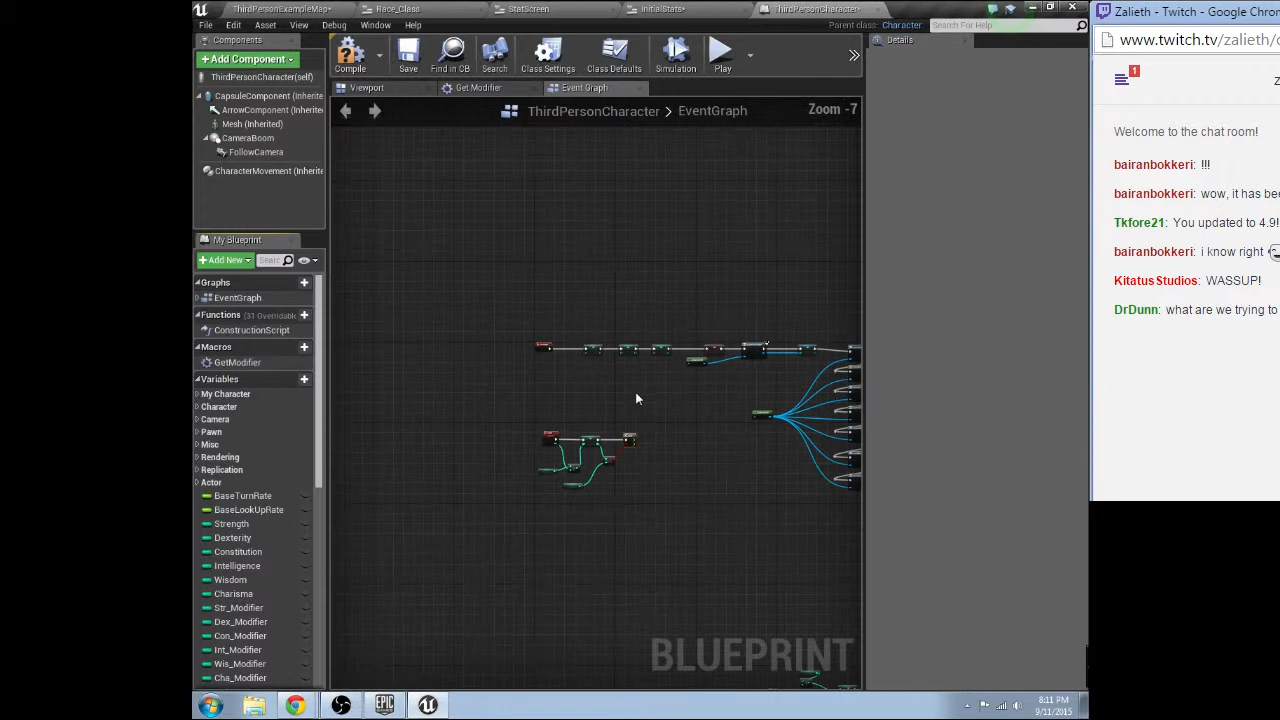 ThirdPersonExampleMap*
Race_Class
StatScreen
InitialStats*
ThirdPersonCharacter*
File
Edit
Asset
View
Debug
Window
Help
Parent class: Character
Search For Help
Components
+Add Component
ThirdPersonCharacter(self)
CapsuleComponent (Inherite
ArrowComponent (Inherite
Mesh (Inherited)
CameraBoom
FollowCamera
CharacterMovement (Inherite
Compile
Save
Find in CB
Search
Class Settings
Class Defaults
Simulation
Play
Viewport
Get Modifier
Event Graph
ThirdPersonCharacter > EventGraph
Zoom -7
BLUEPRINT
Details
My Blueprint
+Add New
Searc
Graphs
EventGraph
Functions (31 Overridable
ConstructionScript
Macros
GetModifier
Variables
My Character
Character
Camera
Pawn
Misc
Rendering
Replication
Actor
BaseTurnRate
BaseLookUpRate
Strength
Dexterity
Constitution
Intelligence
Wisdom
Charisma
Str_Modifier
Dex_Modifier
Con_Modifier
Int_Modifier
Wis_Modifier
Cha_Modifier
Zalieth - Twitch - Google Chro
www.twitch.tv/zalieth/c
1
Z
Welcome to the chat room!
bairanbokkeri: !!!
bairanbokkeri: wow, it has bee
Tkfore21: You updated to 4.9!
bairanbokkeri: i know right
KitatusStudios: WASSUP!
DrDunn: what are we trying to
EPIC
8:11 PM
9/11/2015